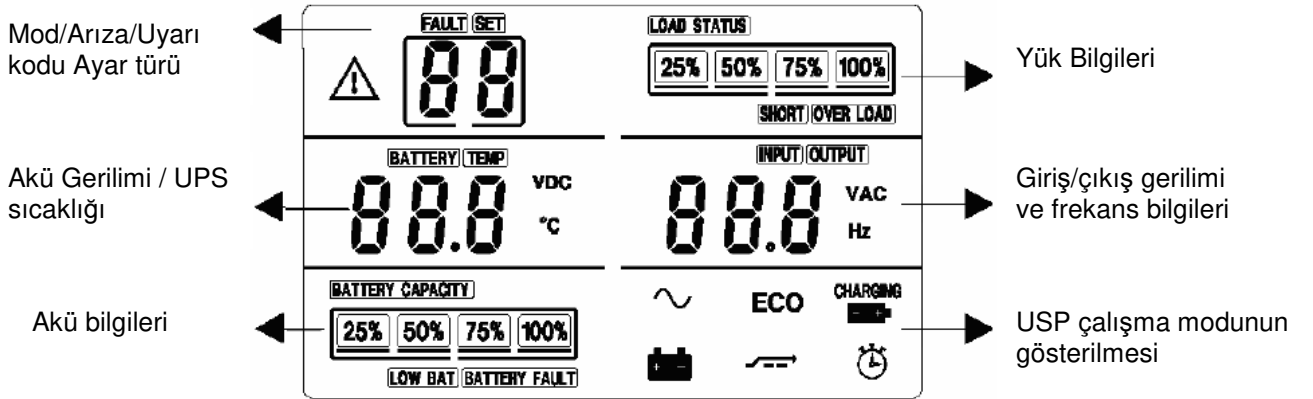 Mod/Arıza/Uyarı
kodu Ayar türü
FAULT SET
88
LOAD STATUS
25% 50% 75% 100%
SHORT OVER LOAD
Yük Bilgileri
Akü Gerilimi / UPS
sıcaklığı
BATTERY TEMP
88.8 VDC
°C
INPUT OUTPUT
88.8 VAC
Hz
Giriş/çıkış gerilimi
ve frekans bilgileri
Akü bilgileri
BATTERY CAPACITY
25% 50% 75% 100%
LOW BAT BATTERY FAULT
ECO
CHARGING
USP çalışma modunun
gösterilmesi